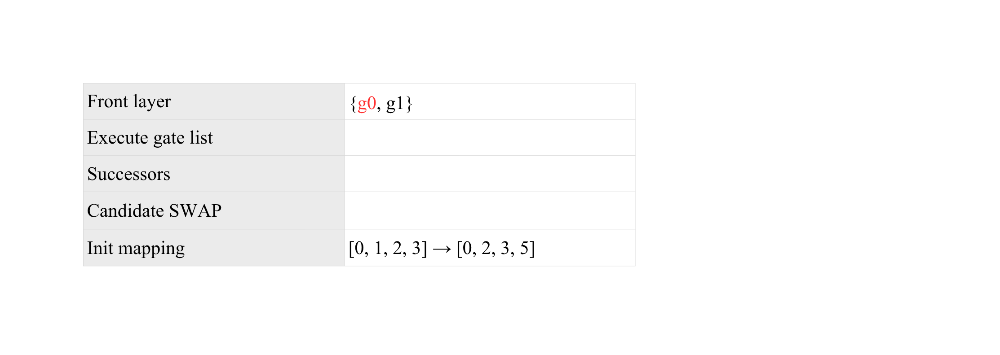 Front layer {g0, g1}
Execute gate list
Successors
Candidate SWAP
Init mapping [0, 1, 2, 3] → [0, 2, 3, 5]